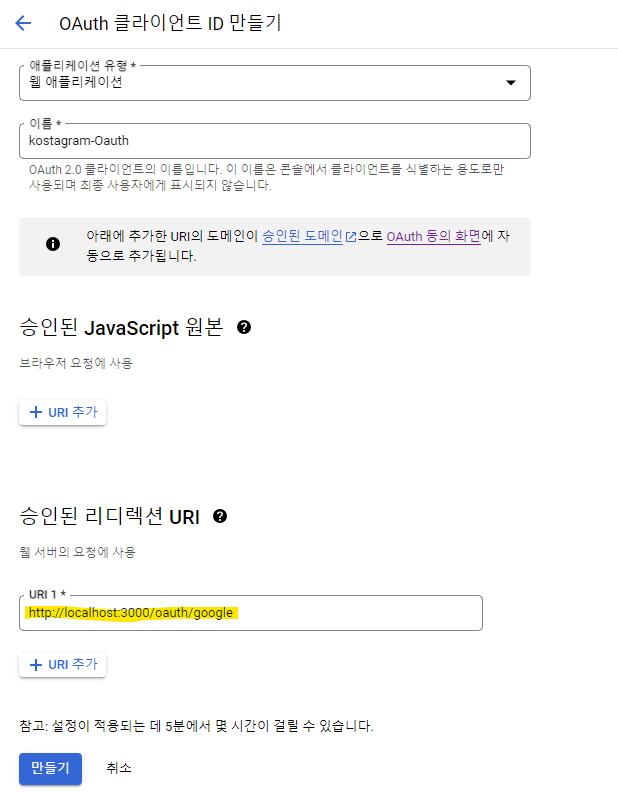 OAuth 클라이언트 ID 만들기
애플리케이션 유형 *
웹 애플리케이션
이름 *
kostagram-Oauth
OAuth 2.0 클라이언트의 이름입니다. 이 이름은 콘솔에서 클라이언트를 식별하는 용도로만
사용되며 최종 사용자에게 표시되지 않습니다.
아래에 추가한 URI의 도메인이 승인된 도메인으로 OAuth 동의 화면에 자
동으로 추가됩니다.
승인된 JavaScript 원본
브라우저 요청에 사용
+ URI 추가
승인된 리디렉션 URI
웹 서버의 요청에 사용
URI 1 *
http://localhost:3000/oauth/google
+ URI 추가
참고: 설정이 적용되는 데 5분에서 몇 시간이 걸릴 수 있습니다.
만들기 취소